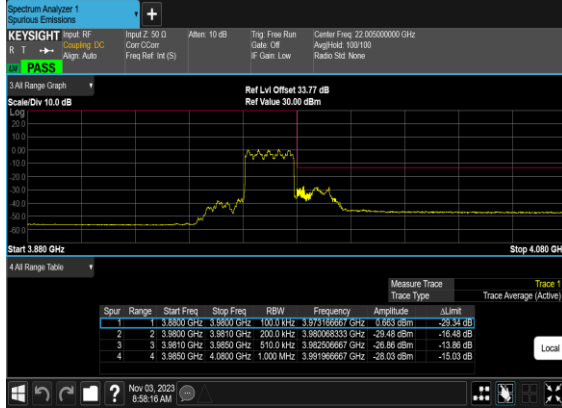 Spectrum Analyzer 1
Spurious Emissions
+
KEYSIGHT Input: RF Input Z: 50 Ω Atten: 10 dB Trig: Free Run Center Freq: 22.005000000 GHz
R T Coupling: DC Corr CCorr Gate: Off Avg|Hold: 100/100
Align: Auto Freq Ref: Int (S) IF Gain: Low Radio Std: None
PASS
3 All Range Graph
Ref Lvl Offset 33.77 dB
Scale/Div 10.0 dB Ref Value 30.00 dBm
Log
20.0
10.0
0.00
-10.0
-20.0
-30.0
-40.0
-50.0
-60.0
Start 3.880 GHz Stop 4.080 GH
4 All Range Table
Measure Trace Trace 1
Trace Type Trace Average (Active)
Spur Range Start Freq Stop Freq RBW Frequency Amplitude ΔLimit
1 1 3.8800 GHz 3.9800 GHz 100.0 kHz 3.973166667 GHz 0.663 dBm -29.34 dB
2 2 3.9800 GHz 3.9810 GHz 200.0 kHz 3.980068333 GHz -29.48 dBm -16.48 dB
3 3 3.9810 GHz 3.9850 GHz 510.0 kHz 3.982506667 GHz -26.86 dBm -13.86 dB
4 4 3.9850 GHz 4.0800 GHz 1.000 MHz 3.991966667 GHz -28.03 dBm -15.03 dB
Local
? Nov 03, 2023
8:58:16 AM